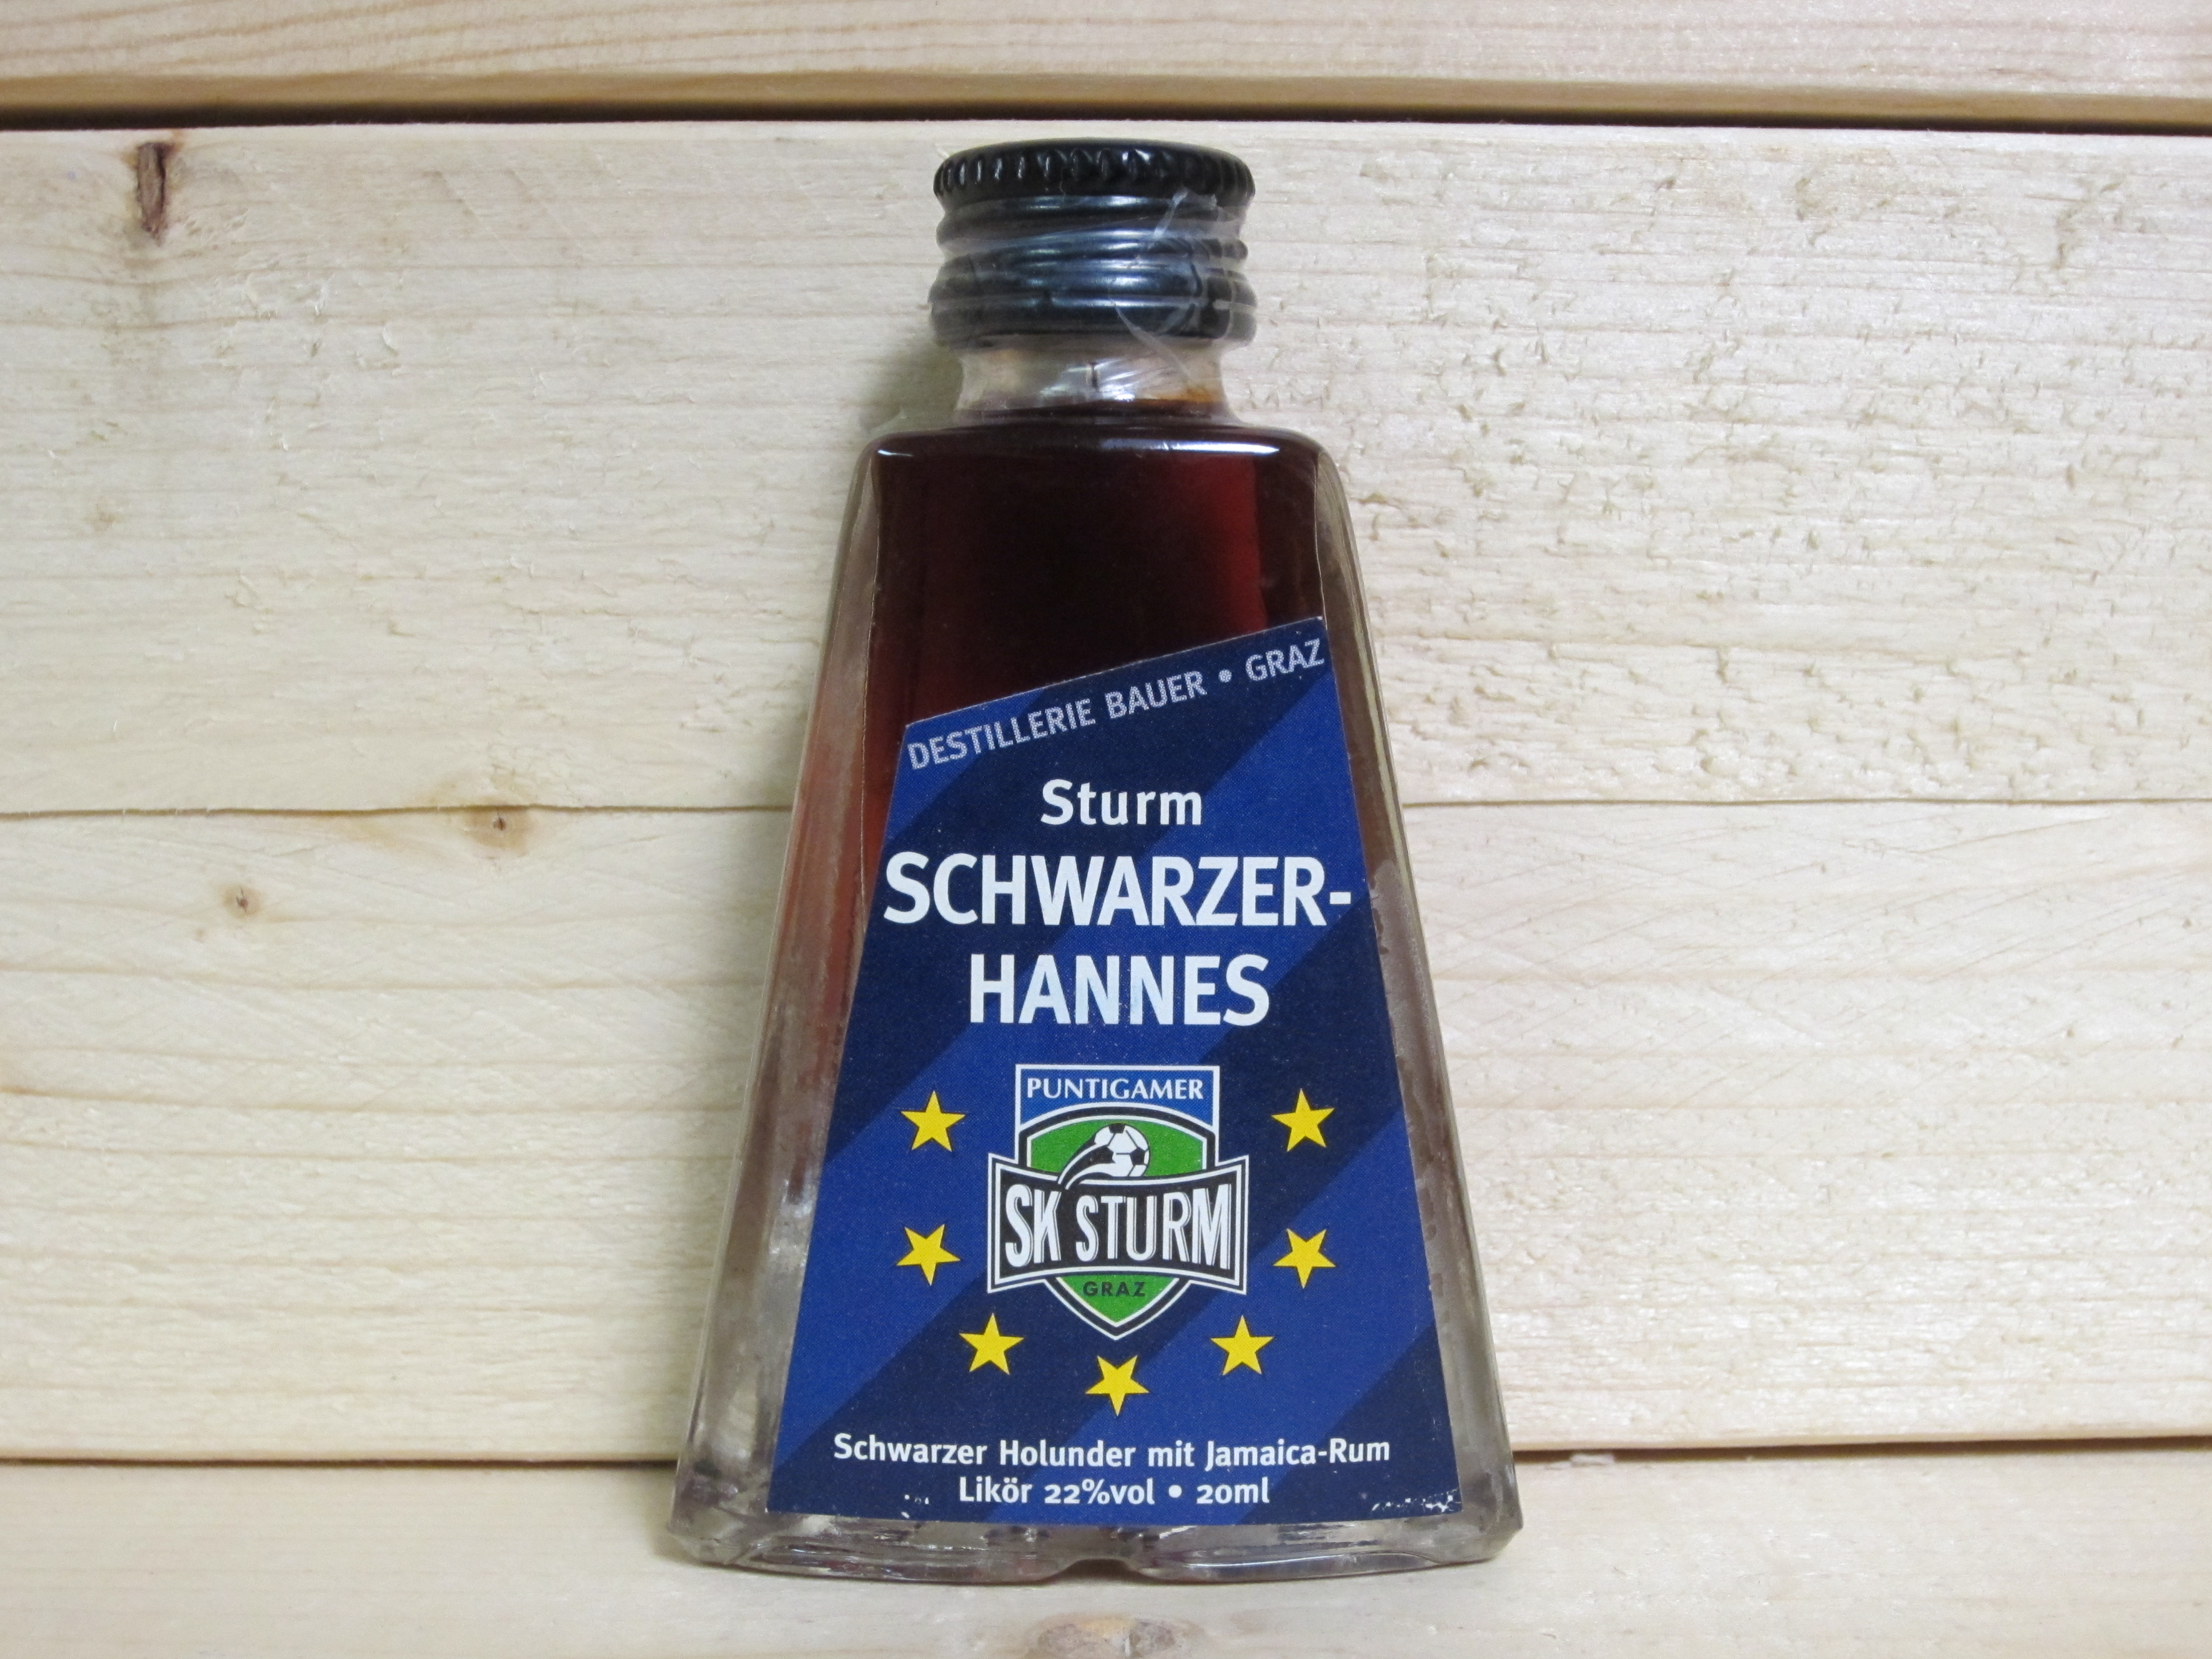 DESTILLERIE BAUER • GRAZ
Sturm
SCHWARZER-
HANNES
PUNTIGAMER
SK STURM
GRAZ
Schwarzer Holunder mit Jamaica-Rum
Likör 22%vol • 20ml